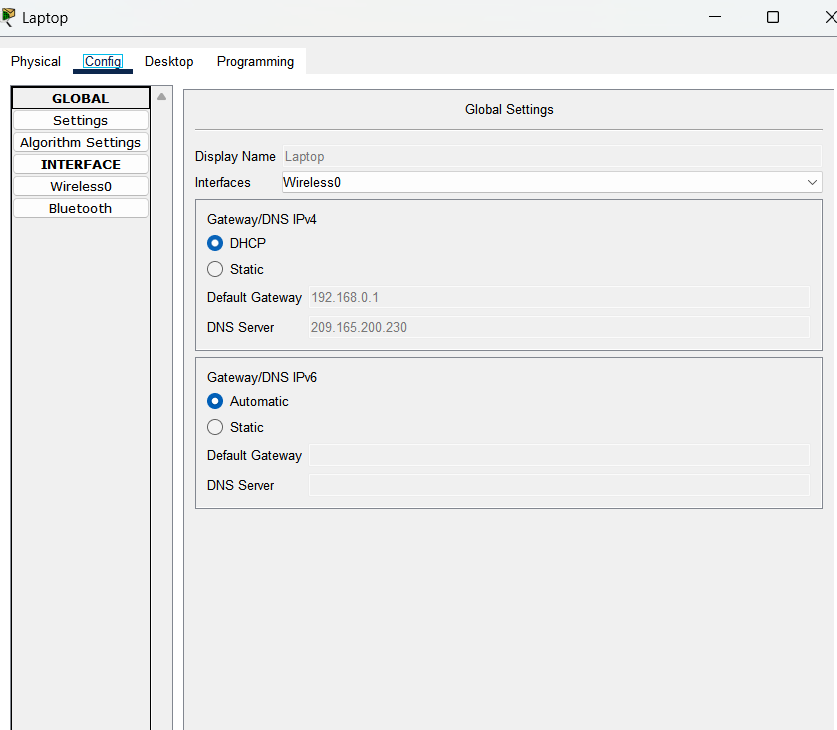 Laptop
Physical Config Desktop Programming
GLOBAL
Settings
Algorithm Settings
INTERFACE
Wireless0
Bluetooth
Global Settings
Display Name Laptop
Interfaces Wireless0
Gateway/DNS IPv4
DHCP
Static
Default Gateway 192.168.0.1
DNS Server 209.165.200.230
Gateway/DNS IPv6
Automatic
Static
Default Gateway
DNS Server